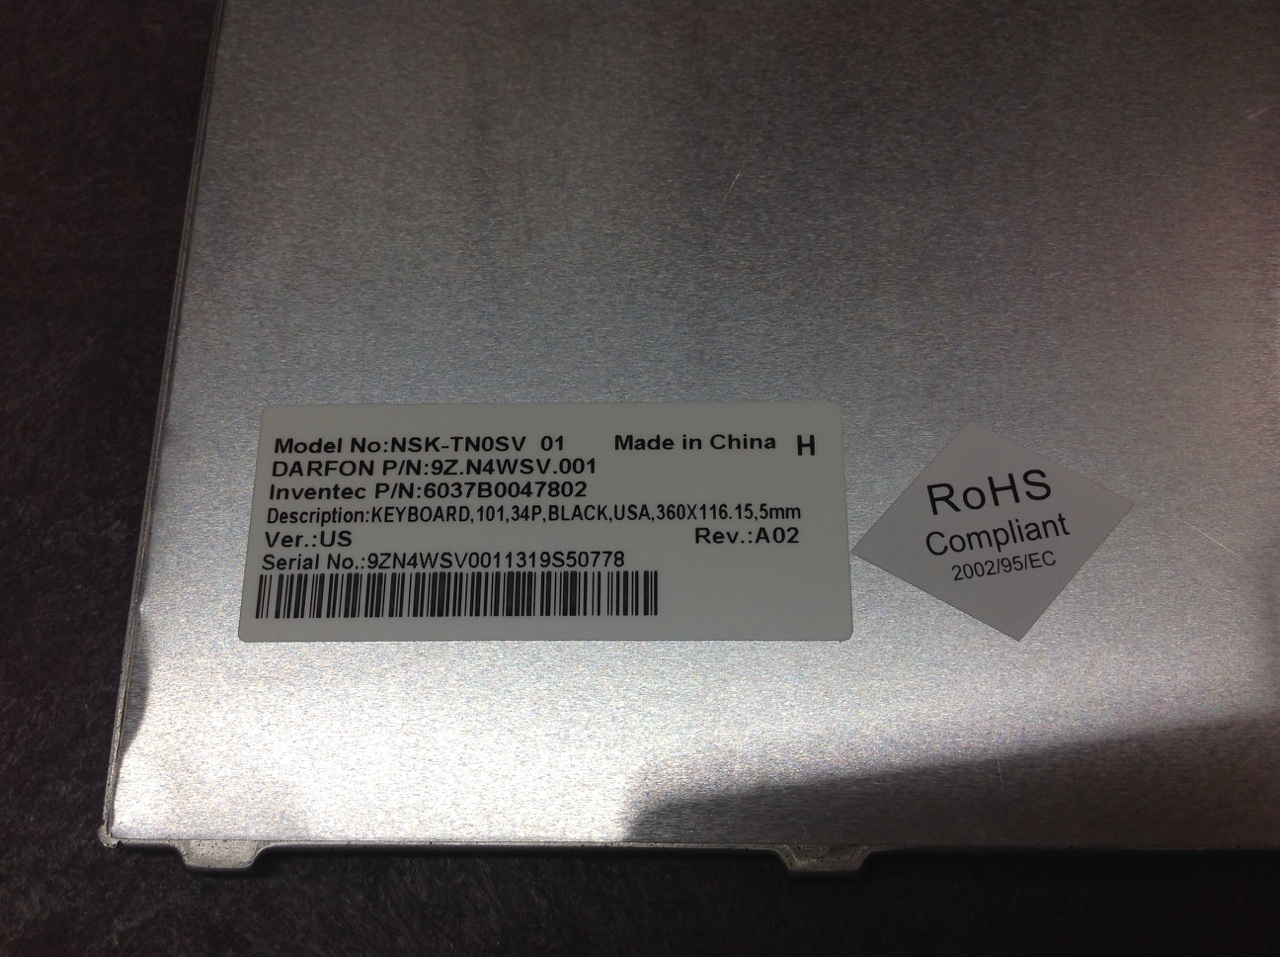 Model No:NSK-TN0SV 01 Made in China H
DARFON P/N:9Z.N4WSV.001
Inventec P/N:6037B0047802
Description:KEYBOARD,101,34P,BLACK,USA,360X116.15,5mm
Ver.:US Rev.:A02
Serial No.:9ZN4WSV0011319S50778
RoHS
Compliant
2002/95/EC